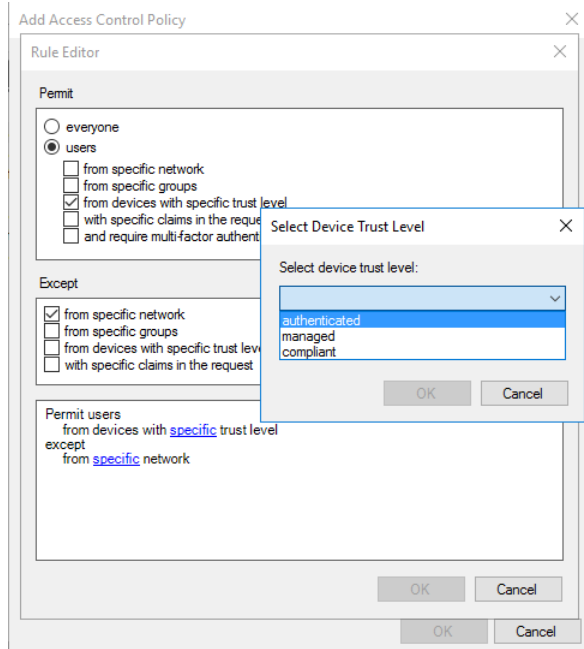 Add Access Control Policy
Rule Editor
Permit
everyone
users
from specific network
from specific groups
from devices with specific trust level
with specific claims in the reque
and require multi-factor authent
Select Device Trust Level
Select device trust level:
authenticated
managed
compliant
OK Cancel
Except
from specific network
from specific groups
from devices with specific trust leve
with specific claims in the request
Permit users
from devices with specific trust level
except
from specific network
OK Cancel
OK Cancel